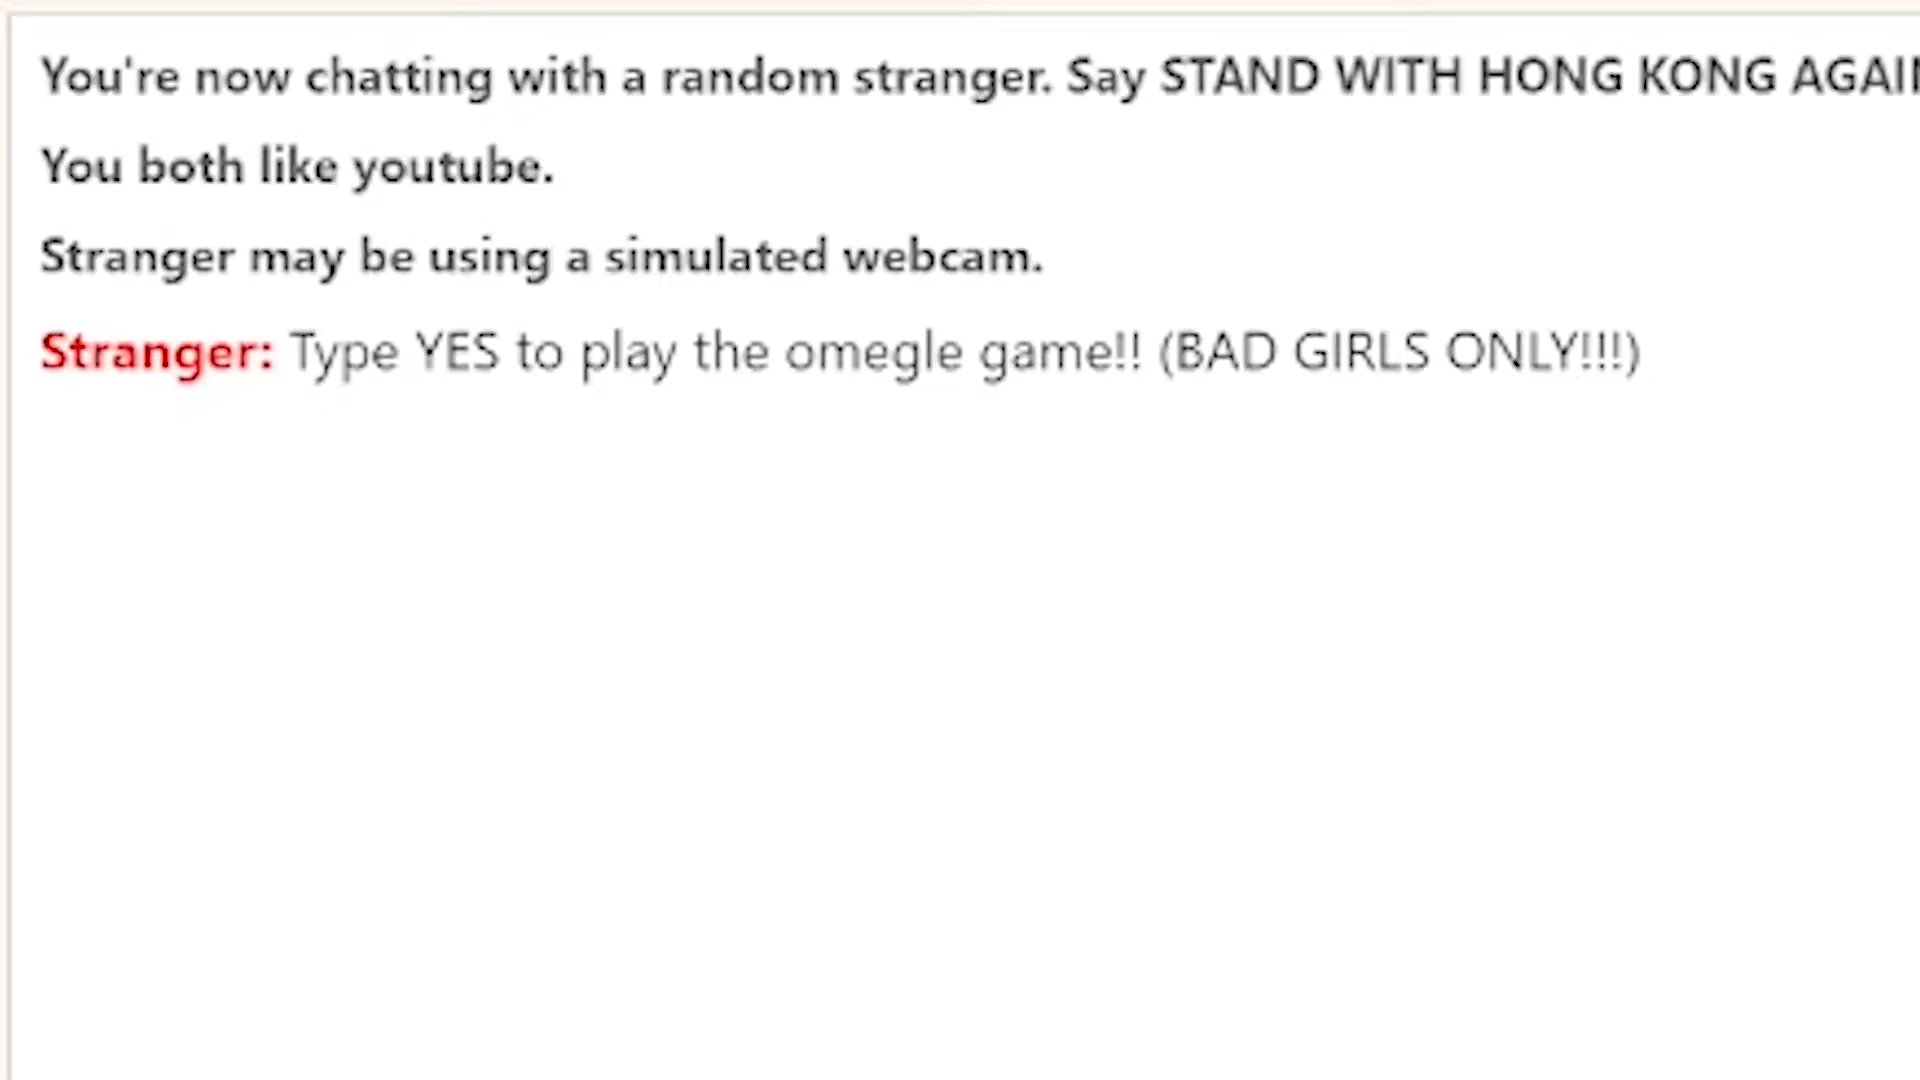 You're now chatting with a random stranger. Say STAND WITH HONG KONG
You both like youtube.
Stranger may be using a simulated webcam.
Stranger: Type YES to play the omegle game!! (BAD GIRLS ONLY!!!)